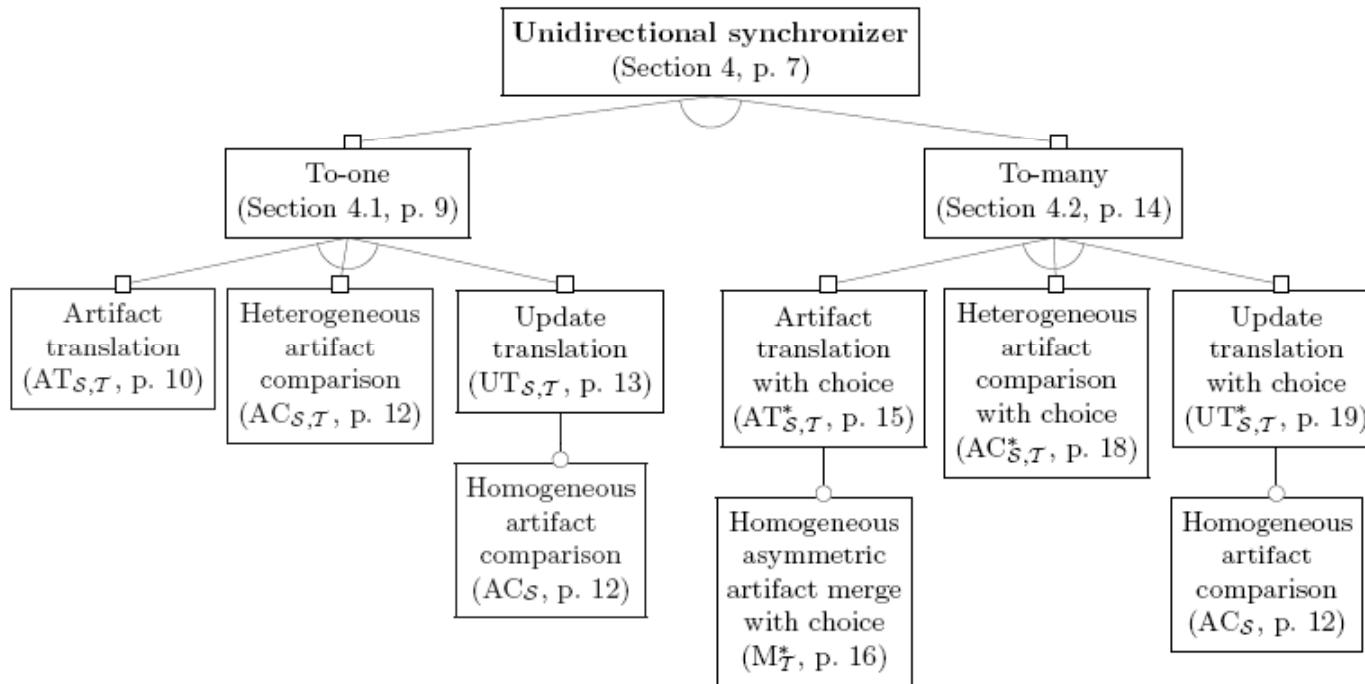 Unidirectional synchronizer
(Section 4, p. 7)
To-one
(Section 4.1, p. 9)
To-many
(Section 4.2, p. 14)
Artifact
translation
(AT𝒮,𝒯, p. 10)
Heterogeneous
artifact
comparison
(AC𝒮,𝒯, p. 12)
Update
translation
(UT𝒮,𝒯, p. 13)
Homogeneous
artifact
comparison
(AC𝒮, p. 12)
Artifact
translation
with choice
(AT*𝒮,𝒯, p. 15)
Homogeneous
asymmetric
artifact merge
with choice
(M*𝒯, p. 16)
Heterogeneous
artifact
comparison
with choice
(AC*𝒮,𝒯, p. 18)
Update
translation
with choice
(UT*𝒮,𝒯, p. 19)
Homogeneous
artifact
comparison
(AC𝒮, p. 12)